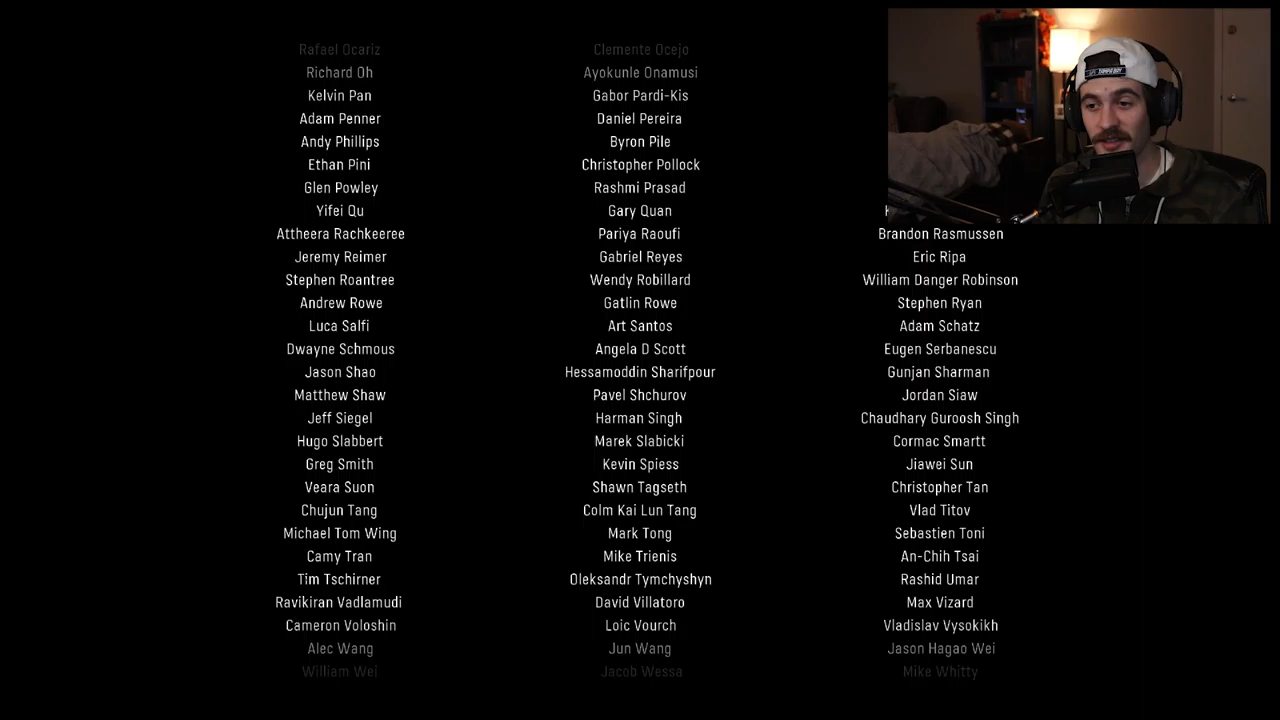 Rafael Ocariz Clemente Ocejo
Richard Oh Ayokunle Onamusi
Kelvin Pan Gabor Pardi-Kis
Adam Penner Daniel Pereira
Andy Phillips Byron Pile
Ethan Pini Christopher Pollock
Glen Powley Rashmi Prasad
Yifei Qu Gary Quan
Attheera Rachkeeree Pariya Raoufi Brandon Rasmussen
Jeremy Reimer Gabriel Reyes Eric Ripa
Stephen Roantree Wendy Robillard William Danger Robinson
Andrew Rowe Gatlin Rowe Stephen Ryan
Luca Salfi Art Santos Adam Schatz
Dwayne Schmous Angela D Scott Eugen Serbanescu
Jason Shao Hessamoddin Sharifpour Gunjan Sharman
Matthew Shaw Pavel Shchurov Jordan Siaw
Jeff Siegel Harman Singh Chaudhary Guroosh Singh
Hugo Slabbert Marek Slabicki Cormac Smartt
Greg Smith Kevin Spiess Jiawei Sun
Veara Suon Shawn Tagseth Christopher Tan
Chujun Tang Colm Kai Lun Tang Vlad Titov
Michael Tom Wing Mark Tong Sebastien Toni
Camy Tran Mike Trienis An-Chih Tsai
Tim Tschirner Oleksandr Tymchyshyn Rashid Umar
Ravikiran Vadlamudi David Villatoro Max Vizard
Cameron Voloshin Loic Vourch Vladislav Vysokikh
Alec Wang Jun Wang Jason Hagao Wei
William Wei Jacob Wessa Mike Whitty